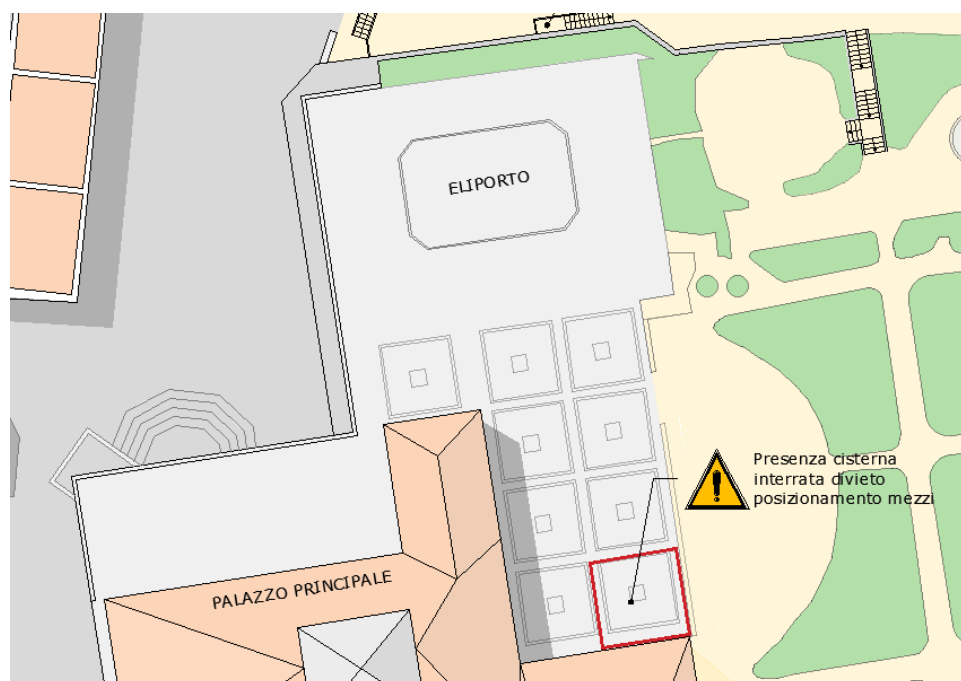 ELIPORTO
Presenza cisterna
interrata divieto
posizionamento mezzi
PALAZZO PRINCIPALE